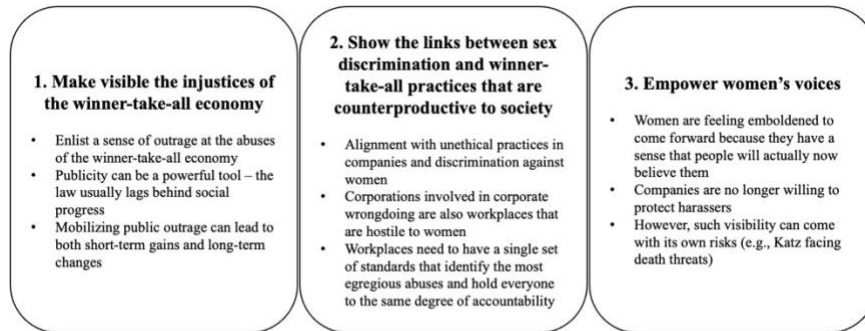 1. Make visible the injustices of
the winner-take-all economy
• Enlist a sense of outrage at the abuses
of the winner-take-all economy
• Publicity can be a powerful tool – the
law usually lags behind social
progress
• Mobilizing public outrage can lead to
both short-term gains and long-term
changes
2. Show the links between sex
discrimination and winner-
take-all practices that are
counterproductive to society
• Alignment with unethical practices in
companies and discrimination against
women
• Corporations involved in corporate
wrongdoing are also workplaces that
are hostile to women
• Workplaces need to have a single set
of standards that identify the most
egregious abuses and hold everyone
to the same degree of accountability
3. Empower women’s voices
• Women are feeling emboldened to
come forward because they have a
sense that people will actually now
believe them
• Companies are no longer willing to
protect harassers
• However, such visibility can come
with its own risks (e.g., Katz facing
death threats)